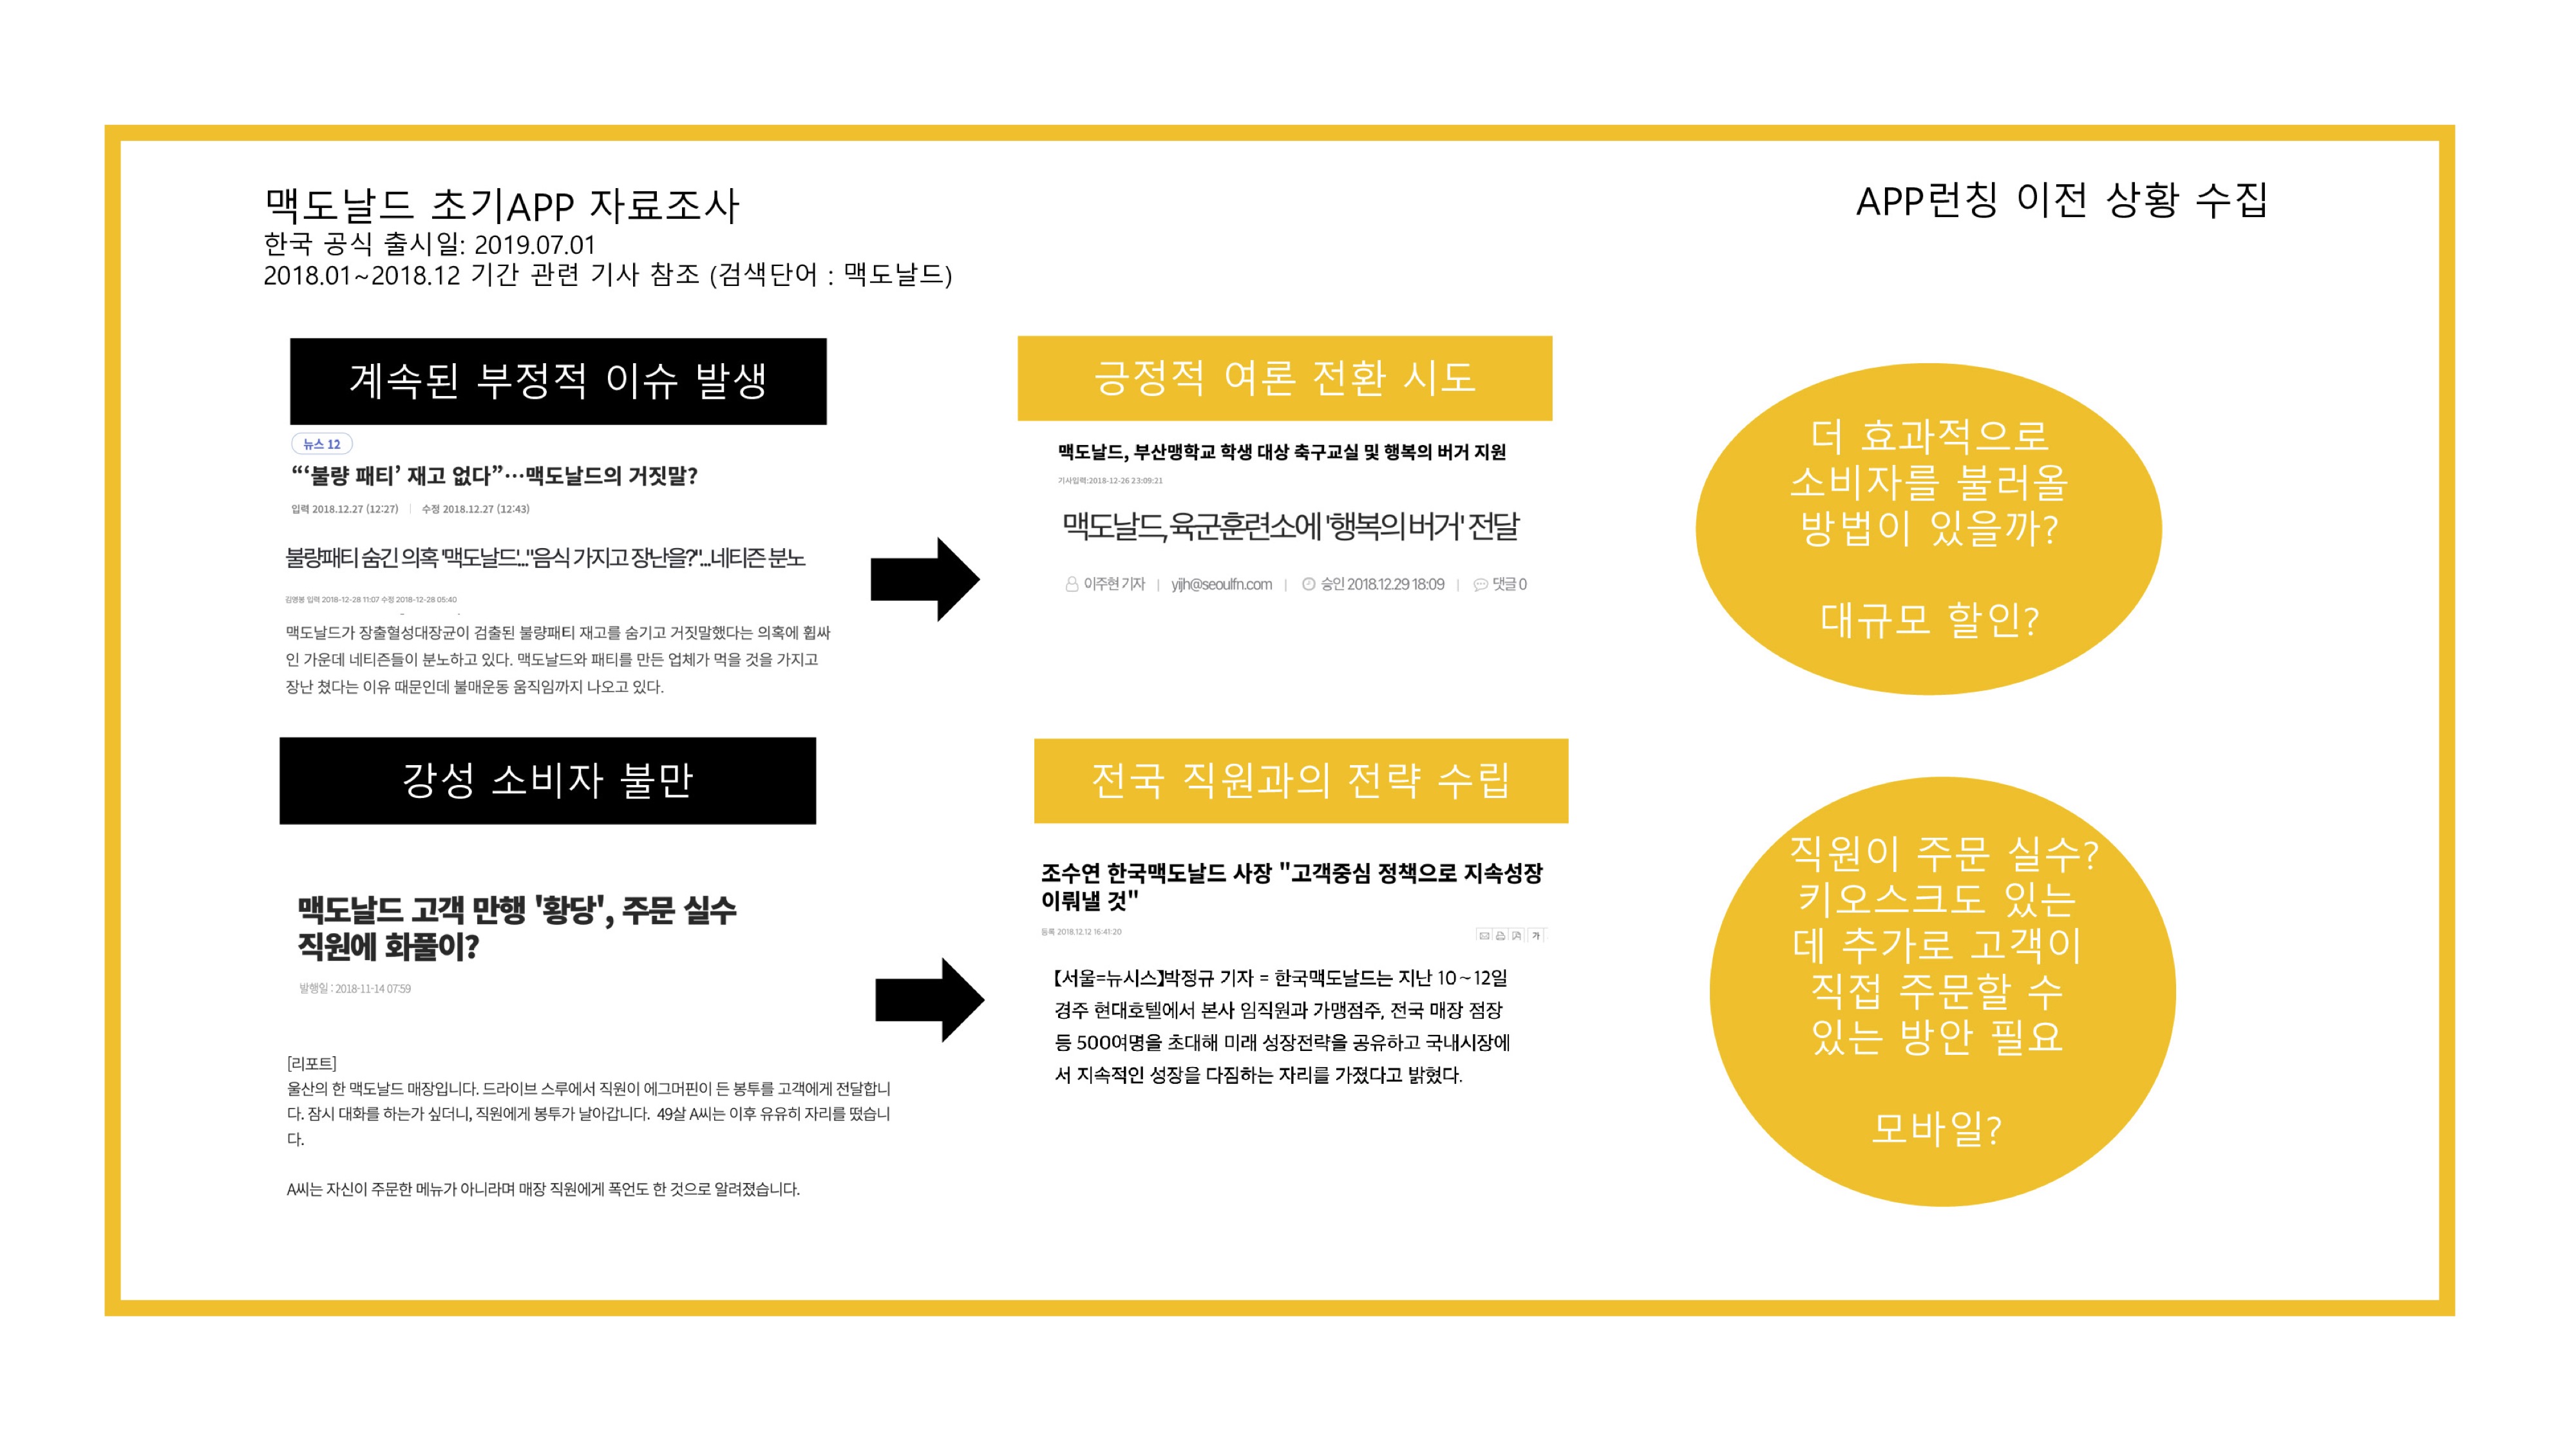 맥도날드 초기APP 자료조사
한국 공식 출시일: 2019.07.01
2018.01~2018.12 기간 관련 기사 참조 (검색단어 : 맥도날드)
APP런칭 이전 상황 수집
계속된 부정적 이슈 발생
뉴스 12
“‘불량 패티’ 재고 없다”…맥도날드의 거짓말?
입력 2018.12.27 (12:27) | 수정 2018.12.27 (12:43)
불량패티 숨긴 의혹 '맥도날드'..."음식 가지고 장난을?"...네티즌 분노
김영봉 입력 2018-12-28 11:07 수정 2018-12-28 05:40
맥도날드가 장출혈성대장균이 검출된 불량패티 재고를 숨기고 거짓말했다는 의혹에 휩싸
인 가운데 네티즌들이 분노하고 있다. 맥도날드와 패티를 만든 업체가 먹을 것을 가지고
장난 쳤다는 이유 때문인데 불매운동 움직임까지 나오고 있다.
긍정적 여론 전환 시도
맥도날드, 부산맹학교 학생 대상 축구교실 및 행복의 버거 지원
기사입력:2018-12-26 23:09:21
맥도날드, 육군훈련소에 '행복의 버거' 전달
이주현 기자 | yijh@seoulfn.com | 승인 2018.12.29 18:09 | 댓글 0
더 효과적으로
소비자를 불러올
방법이 있을까?
대규모 할인?
강성 소비자 불만
맥도날드 고객 만행 '황당', 주문 실수
직원에 화풀이?
발행일 : 2018-11-14 07:59
[리포트]
울산의 한 맥도날드 매장입니다. 드라이브 스루에서 직원이 에그머핀이 든 봉투를 고객에게 전달합니
다. 잠시 대화를 하는가 싶더니, 직원에게 봉투가 날아갑니다. 49살 A씨는 이후 유유히 자리를 떴습니
다.
A씨는 자신이 주문한 메뉴가 아니라며 매장 직원에게 폭언도 한 것으로 알려졌습니다.
전국 직원과의 전략 수립
조수연 한국맥도날드 사장 "고객중심 정책으로 지속성장
이뤄낼 것"
등록 2018.12.12 16:41:20
가
【서울=뉴시스】박정규 기자 = 한국맥도날드는 지난 10~12일
경주 현대호텔에서 본사 임직원과 가맹점주, 전국 매장 점장
등 500여명을 초대해 미래 성장전략을 공유하고 국내시장에
서 지속적인 성장을 다짐하는 자리를 가졌다고 밝혔다.
직원이 주문 실수?
키오스크도 있는
데 추가로 고객이
직접 주문할 수
있는 방안 필요
모바일?